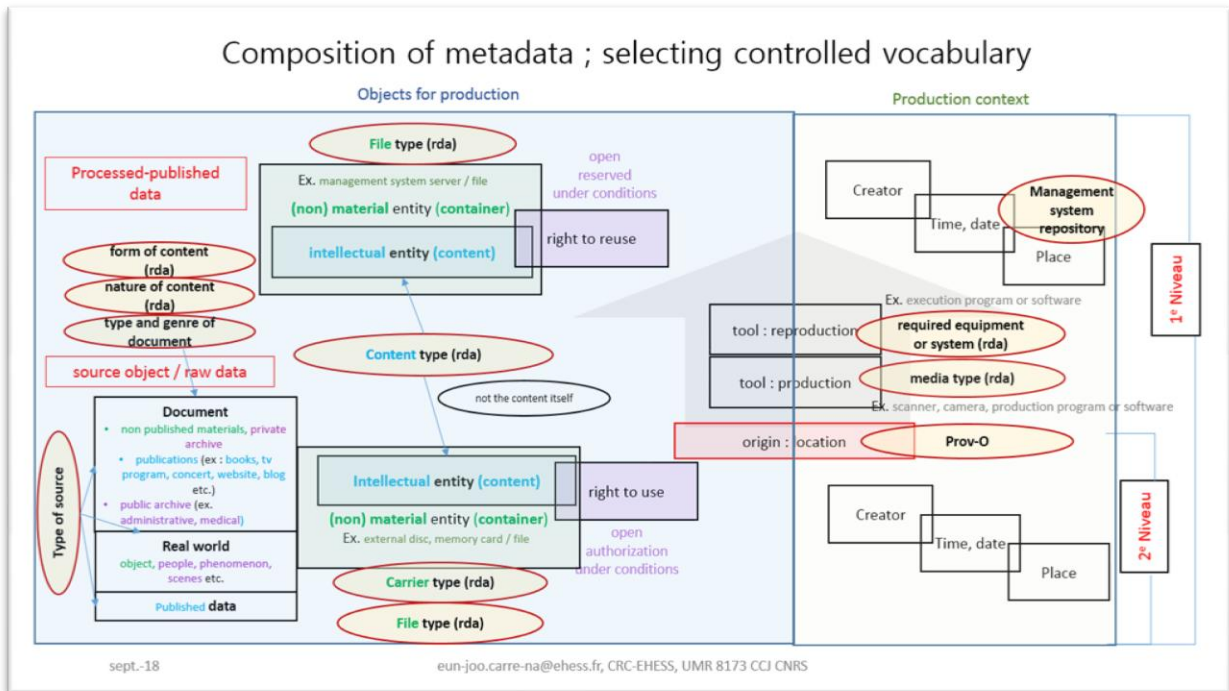 Composition of metadata ; selecting controlled vocabulary
Objects for production
Production context
File type (rda)
Processed-published
data
Ex. management system server / file
(non) material entity (container)
intellectual entity (content)
open
reserved
under conditions
right to reuse
form of content
(rda)
nature of content
(rda)
type and genre of
document
source object / raw data
Content type (rda)
not the content itself
Type of source
Document
• non published materials, private
archive
• publications (ex : books, tv
program, concert, website, blog
etc.)
• public archive (ex.
administrative, medical)
Real world
object, people, phenomenon,
scenes etc.
Published data
Intellectual entity (content)
(non) material entity (container)
Ex. external disc, memory card / file
right to use
open
authorization
under conditions
Carrier type (rda)
File type (rda)
Creator
Time, date
Place
Management
system
repository
1e Niveau
Ex. execution program or software
tool : reproduction
required equipment
or system (rda)
tool : production
media type (rda)
Ex. scanner, camera, production program or software
origin : location
Prov-O
Creator
Time, date
Place
2e Niveau
sept.-18
eun-joo.carre-na@ehess.fr, CRC-EHESS, UMR 8173 CCJ CNRS